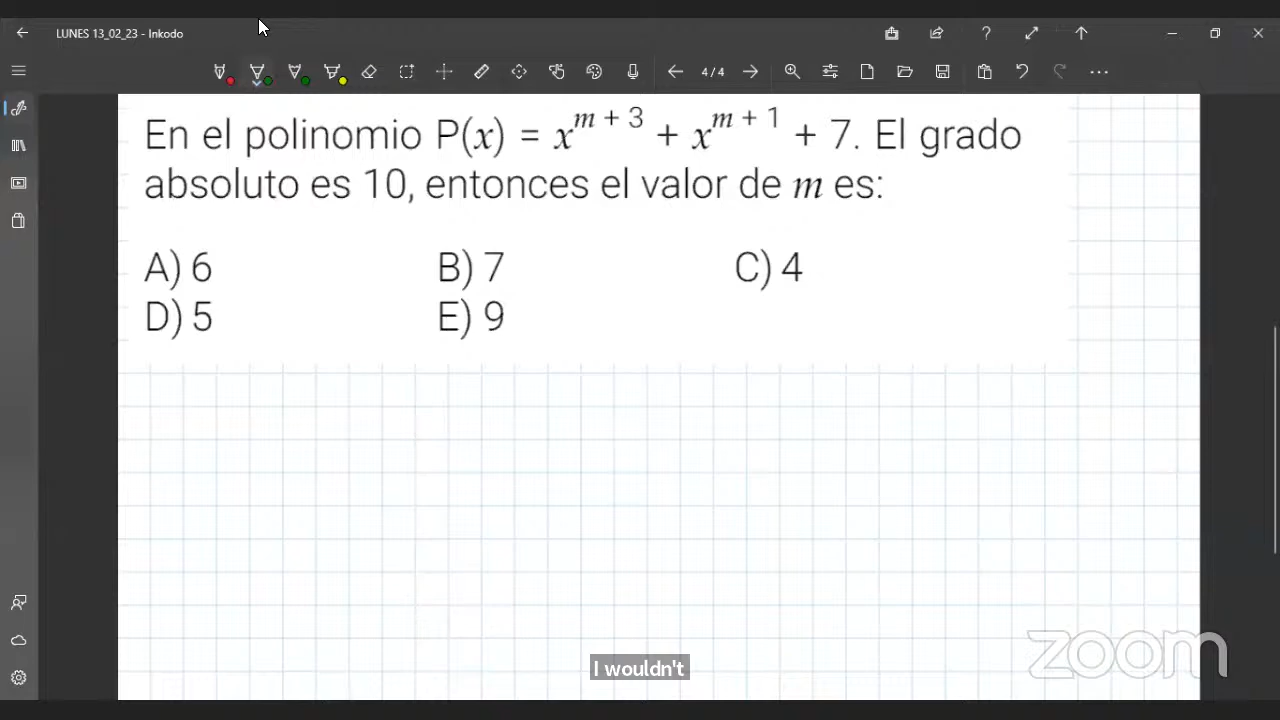 LUNES 13_02_23 - Inkodo
4 / 4
En el polinomio P(x) = x^{m + 3} + x^{m + 1} + 7. El grado
absoluto es 10, entonces el valor de m es:
A) 6 B) 7 C) 4
D) 5 E) 9
zoom
I wouldn't